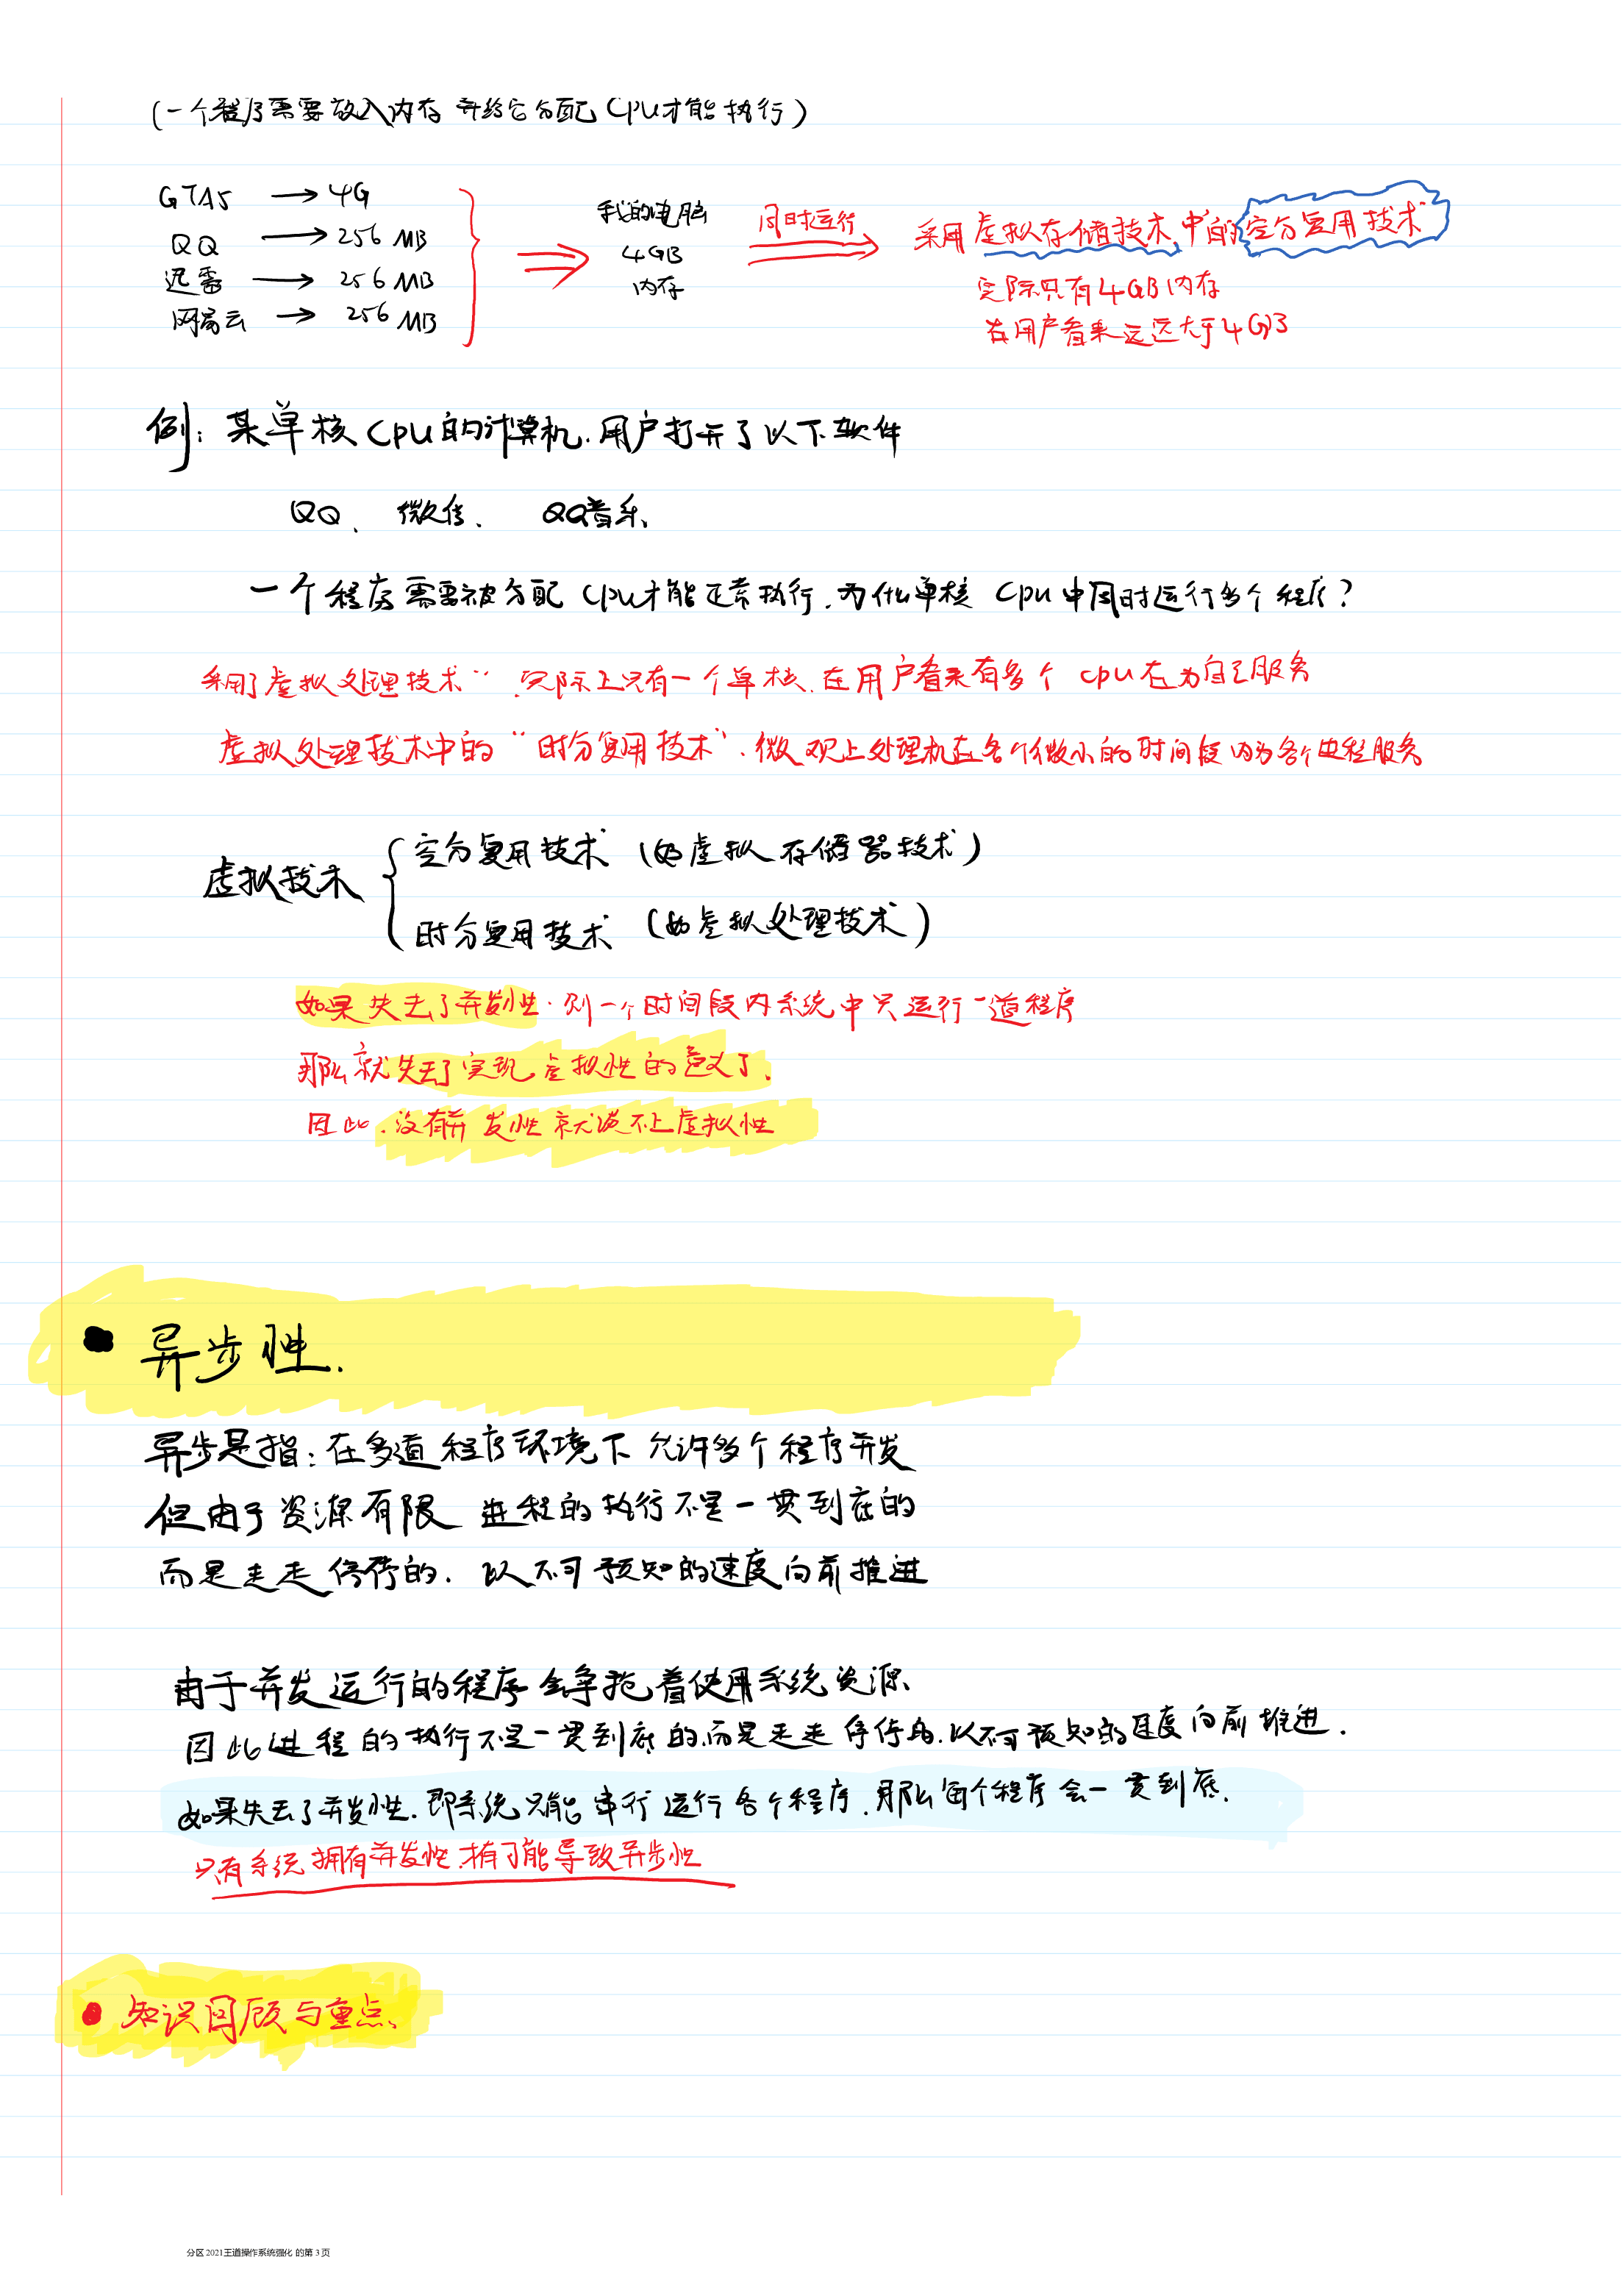 (一个程序需要放入内存 并给它分配CPU才能执行)
GTA5 → 4G
QQ → 256 MB
迅雷 → 256 MB
网易云 → 256 MB
我的电脑
4GB
内存
同时运行
采用虚拟存储技术中的"空分复用技术"
实际只有4GB内存
在用户看来远远大于4GB
例：某单核CPU的计算机，用户打开了以下软件
QQ、微信、 QQ音乐、
一个程序需要被分配CPU才能正常执行，为什么单核CPU中同时运行多个程序？
采用了虚拟处理技术"，实际上只有一个单核，在用户看来有多个cpu在为自己服务
虚拟处理技术中的"时分复用技术"，微观上处理机在各个微小的时间段内为各个进程服务
虚拟技术
空分复用技术 (如虚拟存储器技术)
时分复用技术 (如虚拟处理技术)
如果失去了并发性，则一个时间段内系统中只运行一道程序
那么就失去了实现虚拟性的意义了，
因此，没有并发性就谈不上虚拟性
异步性.
异步是指：在多道程序环境下 允许多个程序并发
但由于资源有限 进程的执行不是一贯到底的
而是走走停停的，以不可预知的速度向前推进
由于并发运行的程序会争抢着使用系统资源、
因此进程的执行不是一贯到底的，而是走走停停的，以不可预知的速度向前推进.
如果失去了并发性，即系统只能串行运行各个程序，那么每个程序会一贯到底.
只有系统拥有并发性，才有可能导致异步性
知识回顾与重点、
分区 2021王道操作系统强化 的第 3 页